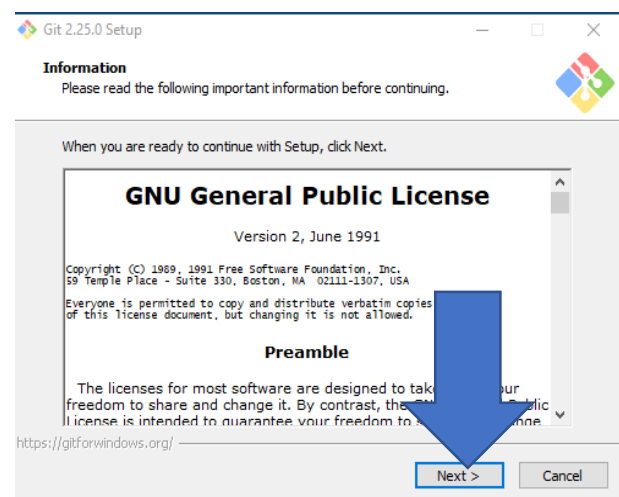 Git 2.25.0 Setup
Information
Please read the following important information before continuing.
When you are ready to continue with Setup, click Next.
GNU General Public License
Version 2, June 1991
Copyright (C) 1989, 1991 Free Software Foundation, Inc.
59 Temple Place - Suite 330, Boston, MA 02111-1307, USA
Everyone is permitted to copy and distribute verbatim copies
of this license document, but changing it is not allowed.
Preamble
The licenses for most software are designed to
freedom to share and change it. By contrast, the
License is intended to guarantee your freedom to
https://gitforwindows.org/
Next >
Cancel